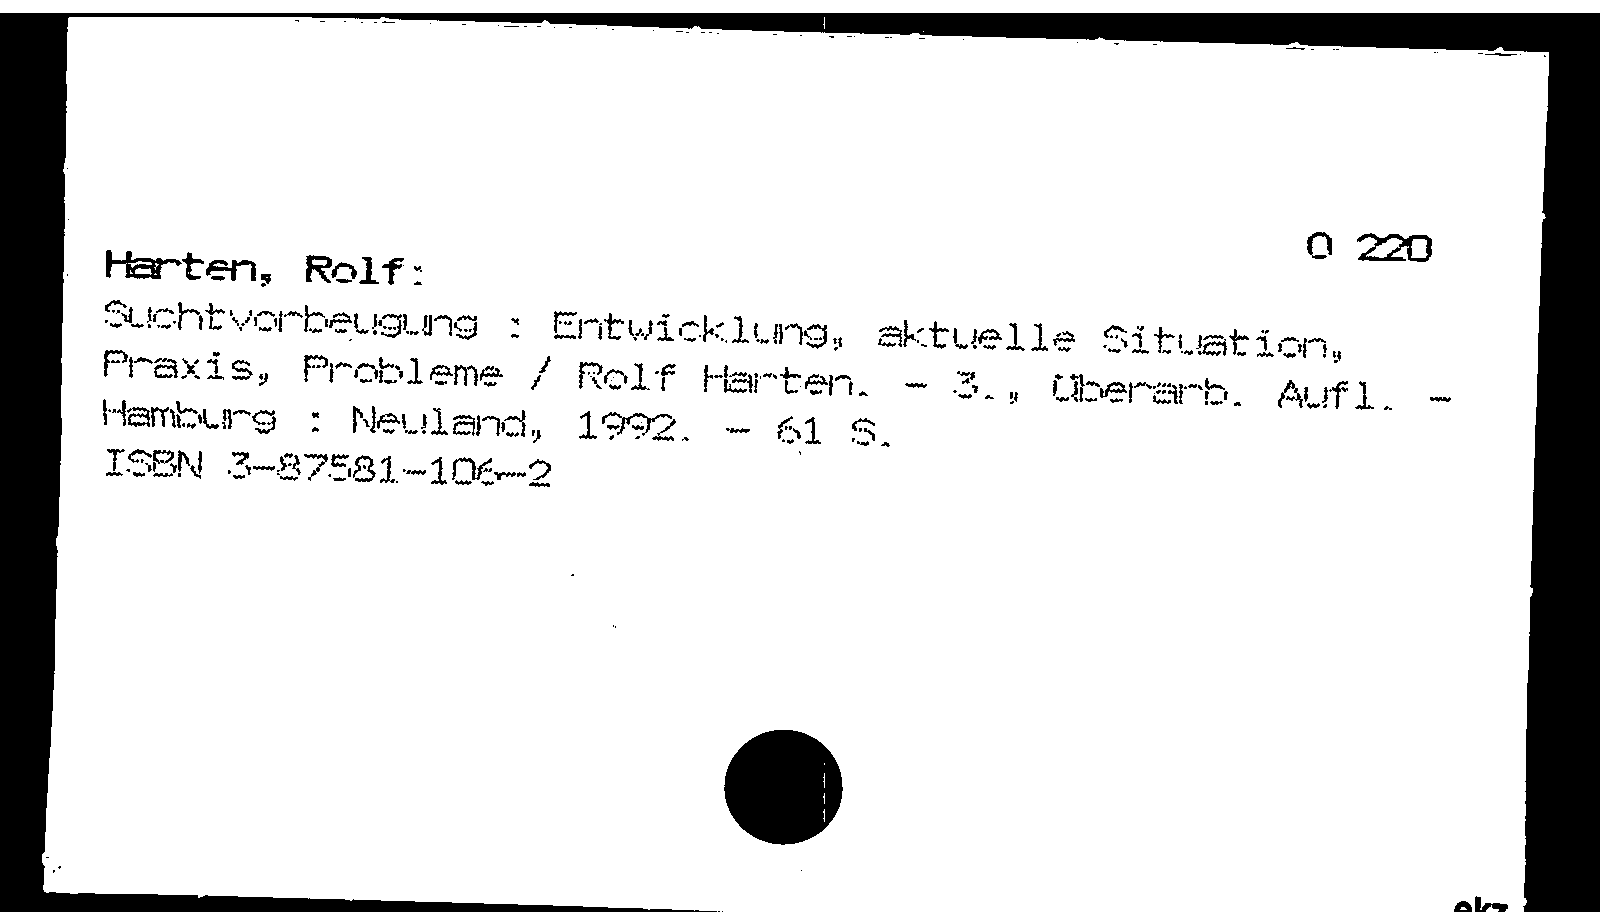 O 220
Harten, Rolf:
Suchtvorbeugung : Entwicklung, aktuelle Situation,
Praxis, Probleme / Rolf Harten. - 3., überarb. Aufl. -
Hamburg : Neuland, 1992. - 61 S.
ISBN 3-87581-106-2
ekz